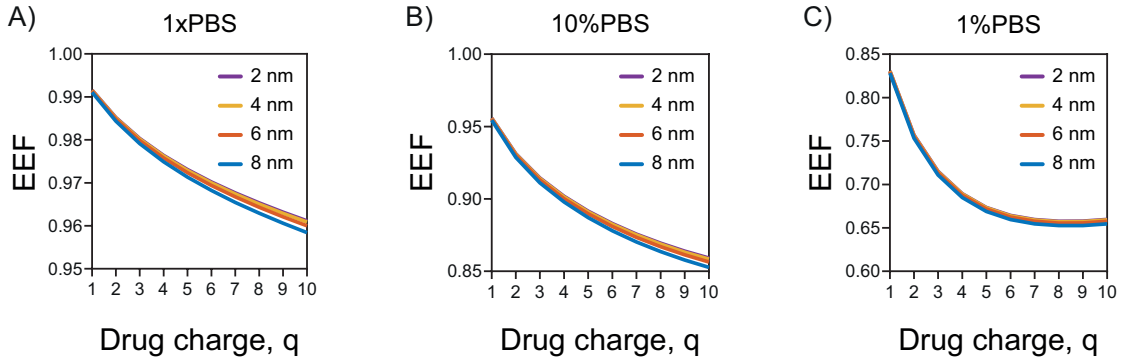 A)
1xPBS
EEF
1.00
0.99
0.98
0.97
0.96
0.95
2 nm
4 nm
6 nm
8 nm
1 2 3 4 5 6 7 8 9 10
Drug charge, q
B)
10%PBS
EEF
1.00
0.95
0.90
0.85
2 nm
4 nm
6 nm
8 nm
1 2 3 4 5 6 7 8 9 10
Drug charge, q
C)
1%PBS
EEF
0.85
0.80
0.75
0.70
0.65
0.60
2 nm
4 nm
6 nm
8 nm
1 2 3 4 5 6 7 8 9 10
Drug charge, q